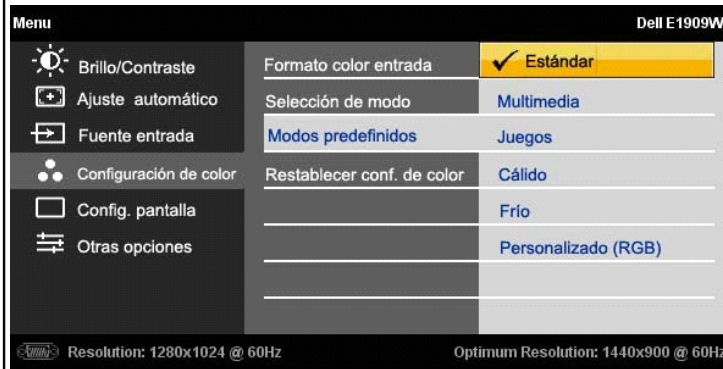 Menu
Dell E1909W
Brillo/Contraste
Ajuste automático
Fuente entrada
Configuración de color
Config. pantalla
Otras opciones
Formato color entrada
Selección de modo
Modos predefinidos
Restablecer conf. de color
Estándar
Multimedia
Juegos
Cálido
Frío
Personalizado (RGB)
Resolution: 1280x1024 @ 60Hz
Optimum Resolution: 1440x900 @ 60Hz